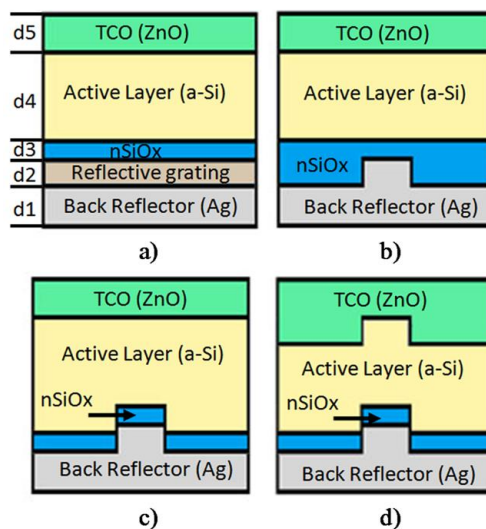 d5
TCO (ZnO)
d4
Active Layer (a-Si)
d3
nSiOx
d2
Reflective grating
d1
Back Reflector (Ag)
a)
TCO (ZnO)
Active Layer (a-Si)
nSiOx
Back Reflector (Ag)
b)
TCO (ZnO)
Active Layer (a-Si)
nSiOx
Back Reflector (Ag)
c)
TCO (ZnO)
Active Layer (a-Si)
nSiOx
Back Reflector (Ag)
d)